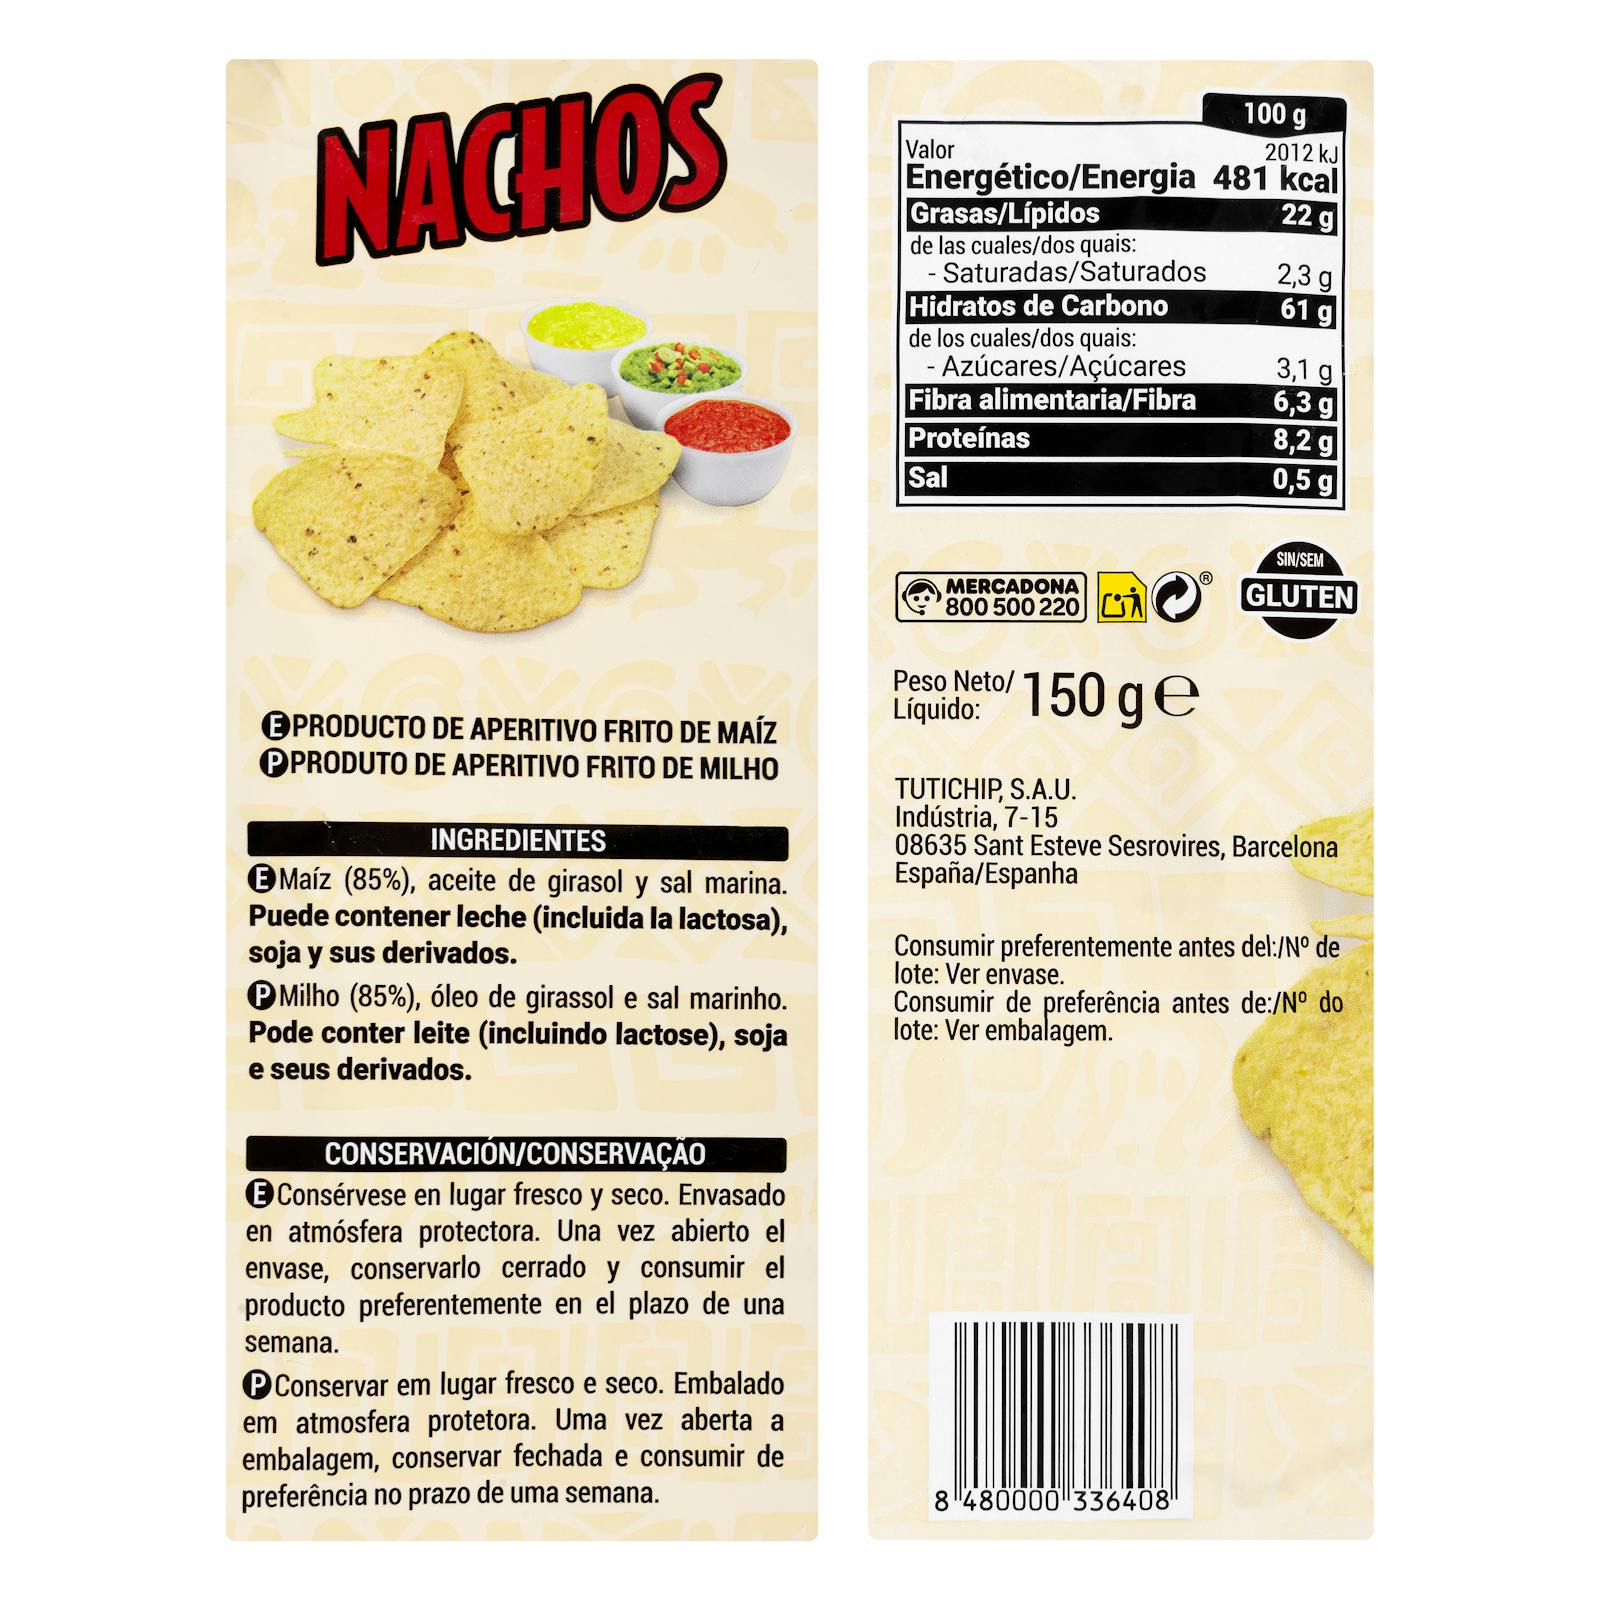 NACHOS
E PRODUCTO DE APERITIVO FRITO DE MAÍZ
P PRODUTO DE APERITIVO FRITO DE MILHO
INGREDIENTES
E Maíz (85%), aceite de girasol y sal marina.
Puede contener leche (incluida la lactosa),
soja y sus derivados.
P Milho (85%), óleo de girassol e sal marinho.
Pode conter leite (incluindo lactose), soja
e seus derivados.
CONSERVACIÓN/CONSERVAÇÃO
E Consérvese en lugar fresco y seco. Envasado
en atmósfera protectora. Una vez abierto el
envase, conservarlo cerrado y consumir el
producto preferentemente en el plazo de una
semana.
P Conservar em lugar fresco e seco. Embalado
em atmosfera protetora. Uma vez aberta a
embalagem, conservar fechada e consumir de
preferência no prazo de uma semana.
100 g
Valor 2012 kJ
Energético/Energia 481 kcal
Grasas/Lípidos 22 g
de las cuales/dos quais:
- Saturadas/Saturados 2,3 g
Hidratos de Carbono 61 g
de los cuales/dos quais:
- Azúcares/Açúcares 3,1 g
Fibra alimentaria/Fibra 6,3 g
Proteínas 8,2 g
Sal 0,5 g
MERCADONA
800 500 220
®
SIN/SEM
GLUTEN
Peso Neto/
Líquido: 150 g e
TUTICHIP, S.A.U.
Indústria, 7-15
08635 Sant Esteve Sesrovires, Barcelona
España/Espanha
Consumir preferentemente antes del:/Nº de
lote: Ver envase.
Consumir de preferência antes de:/Nº do
lote: Ver embalagem.
8 480000 336408